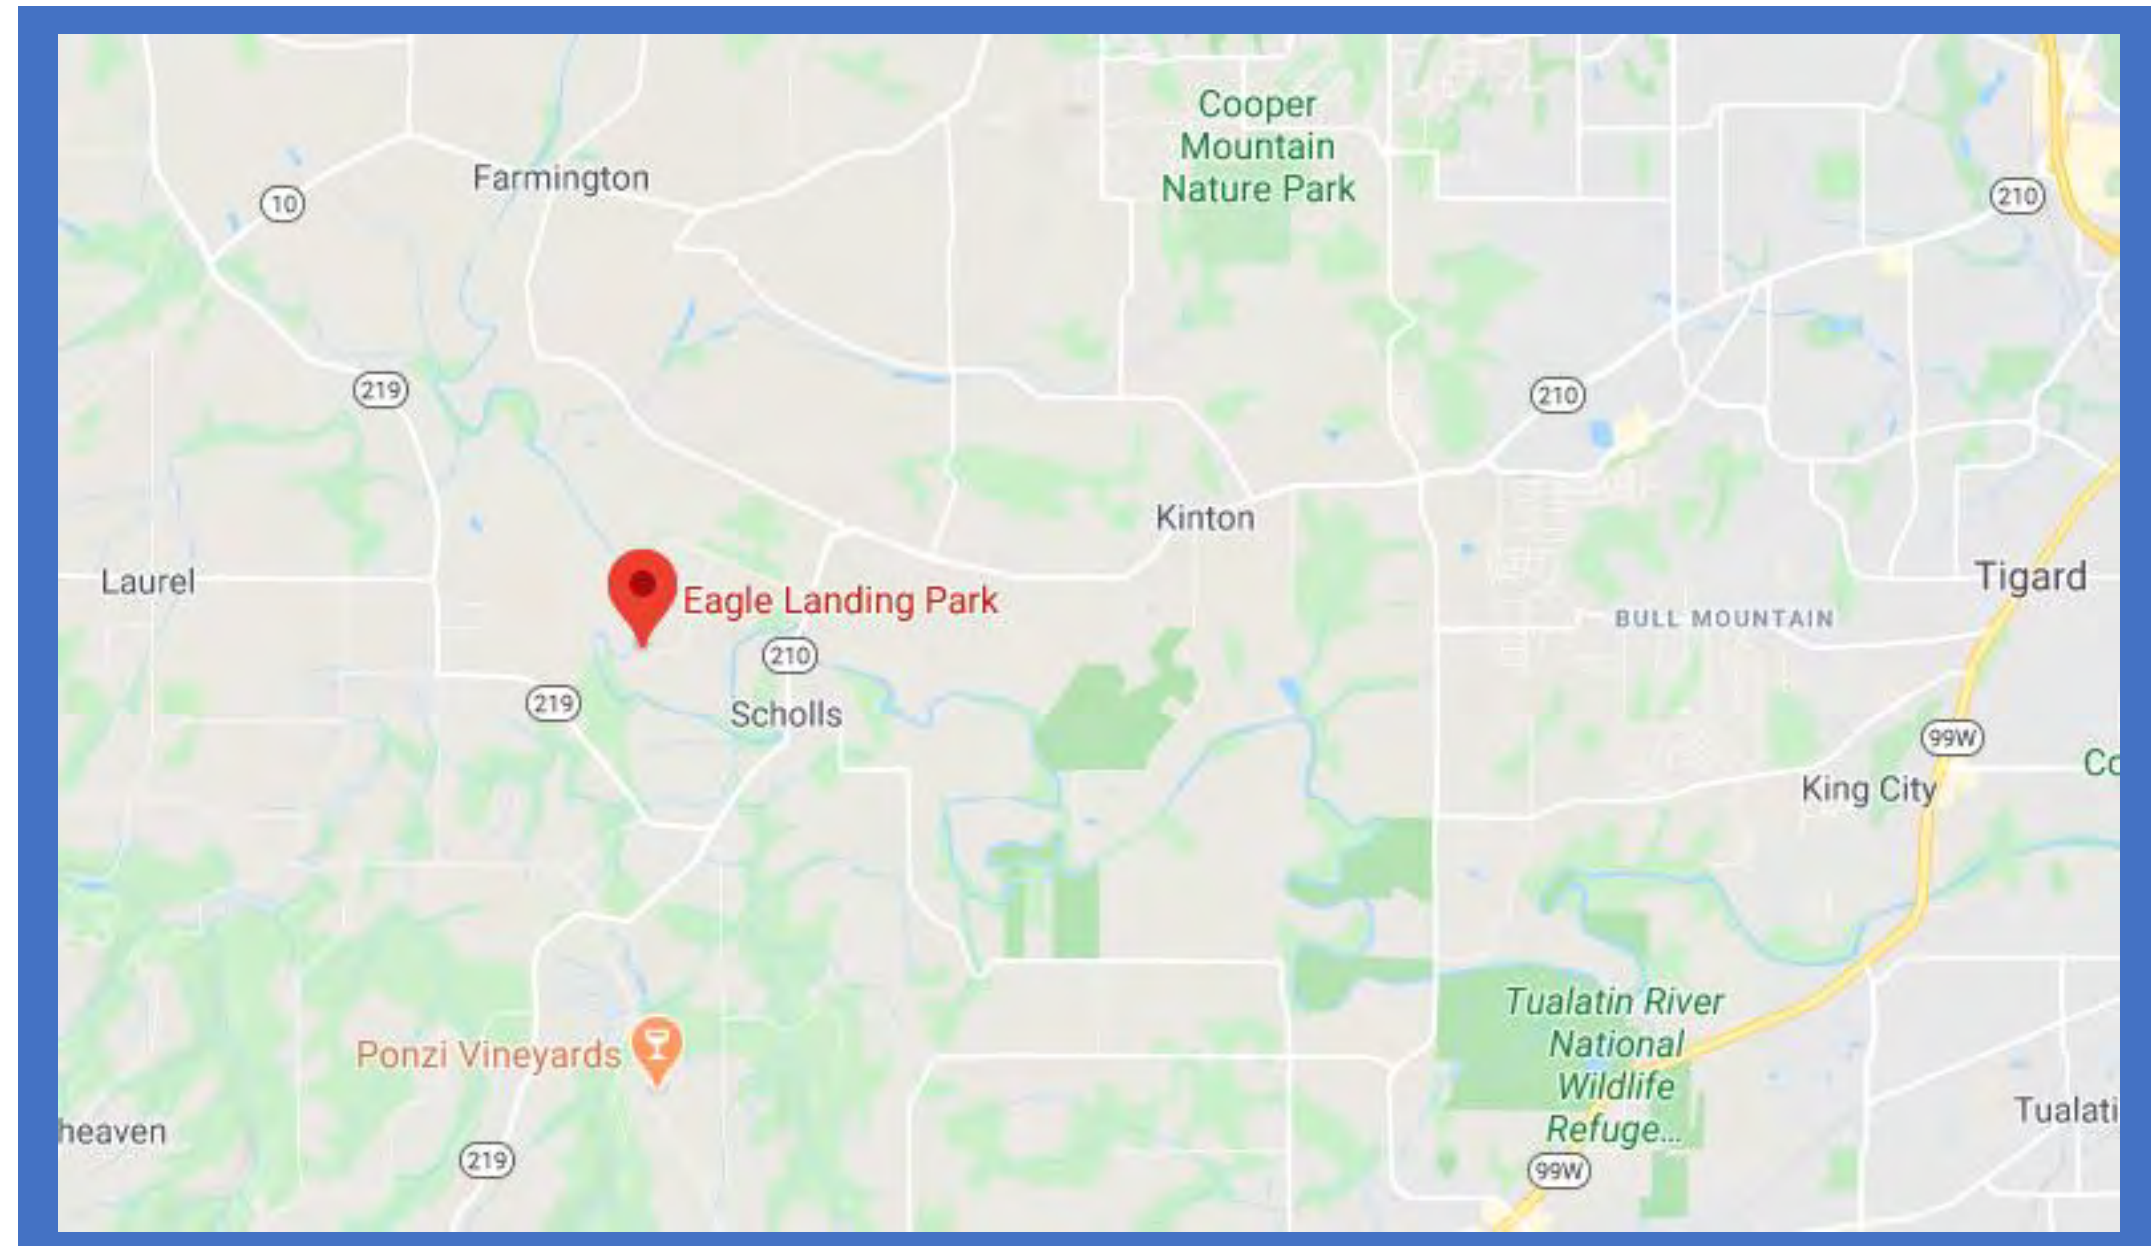 Cooper
Mountain
Nature Park
Farmington
10
210
219
210
Kinton
Laurel
Eagle Landing Park
Tigard
BULL MOUNTAIN
210
219
Scholls
99W
Co
King City
Tualatin River
National
Wildlife
Refuge...
Ponzi Vineyards
heaven
Tualati
219
99W